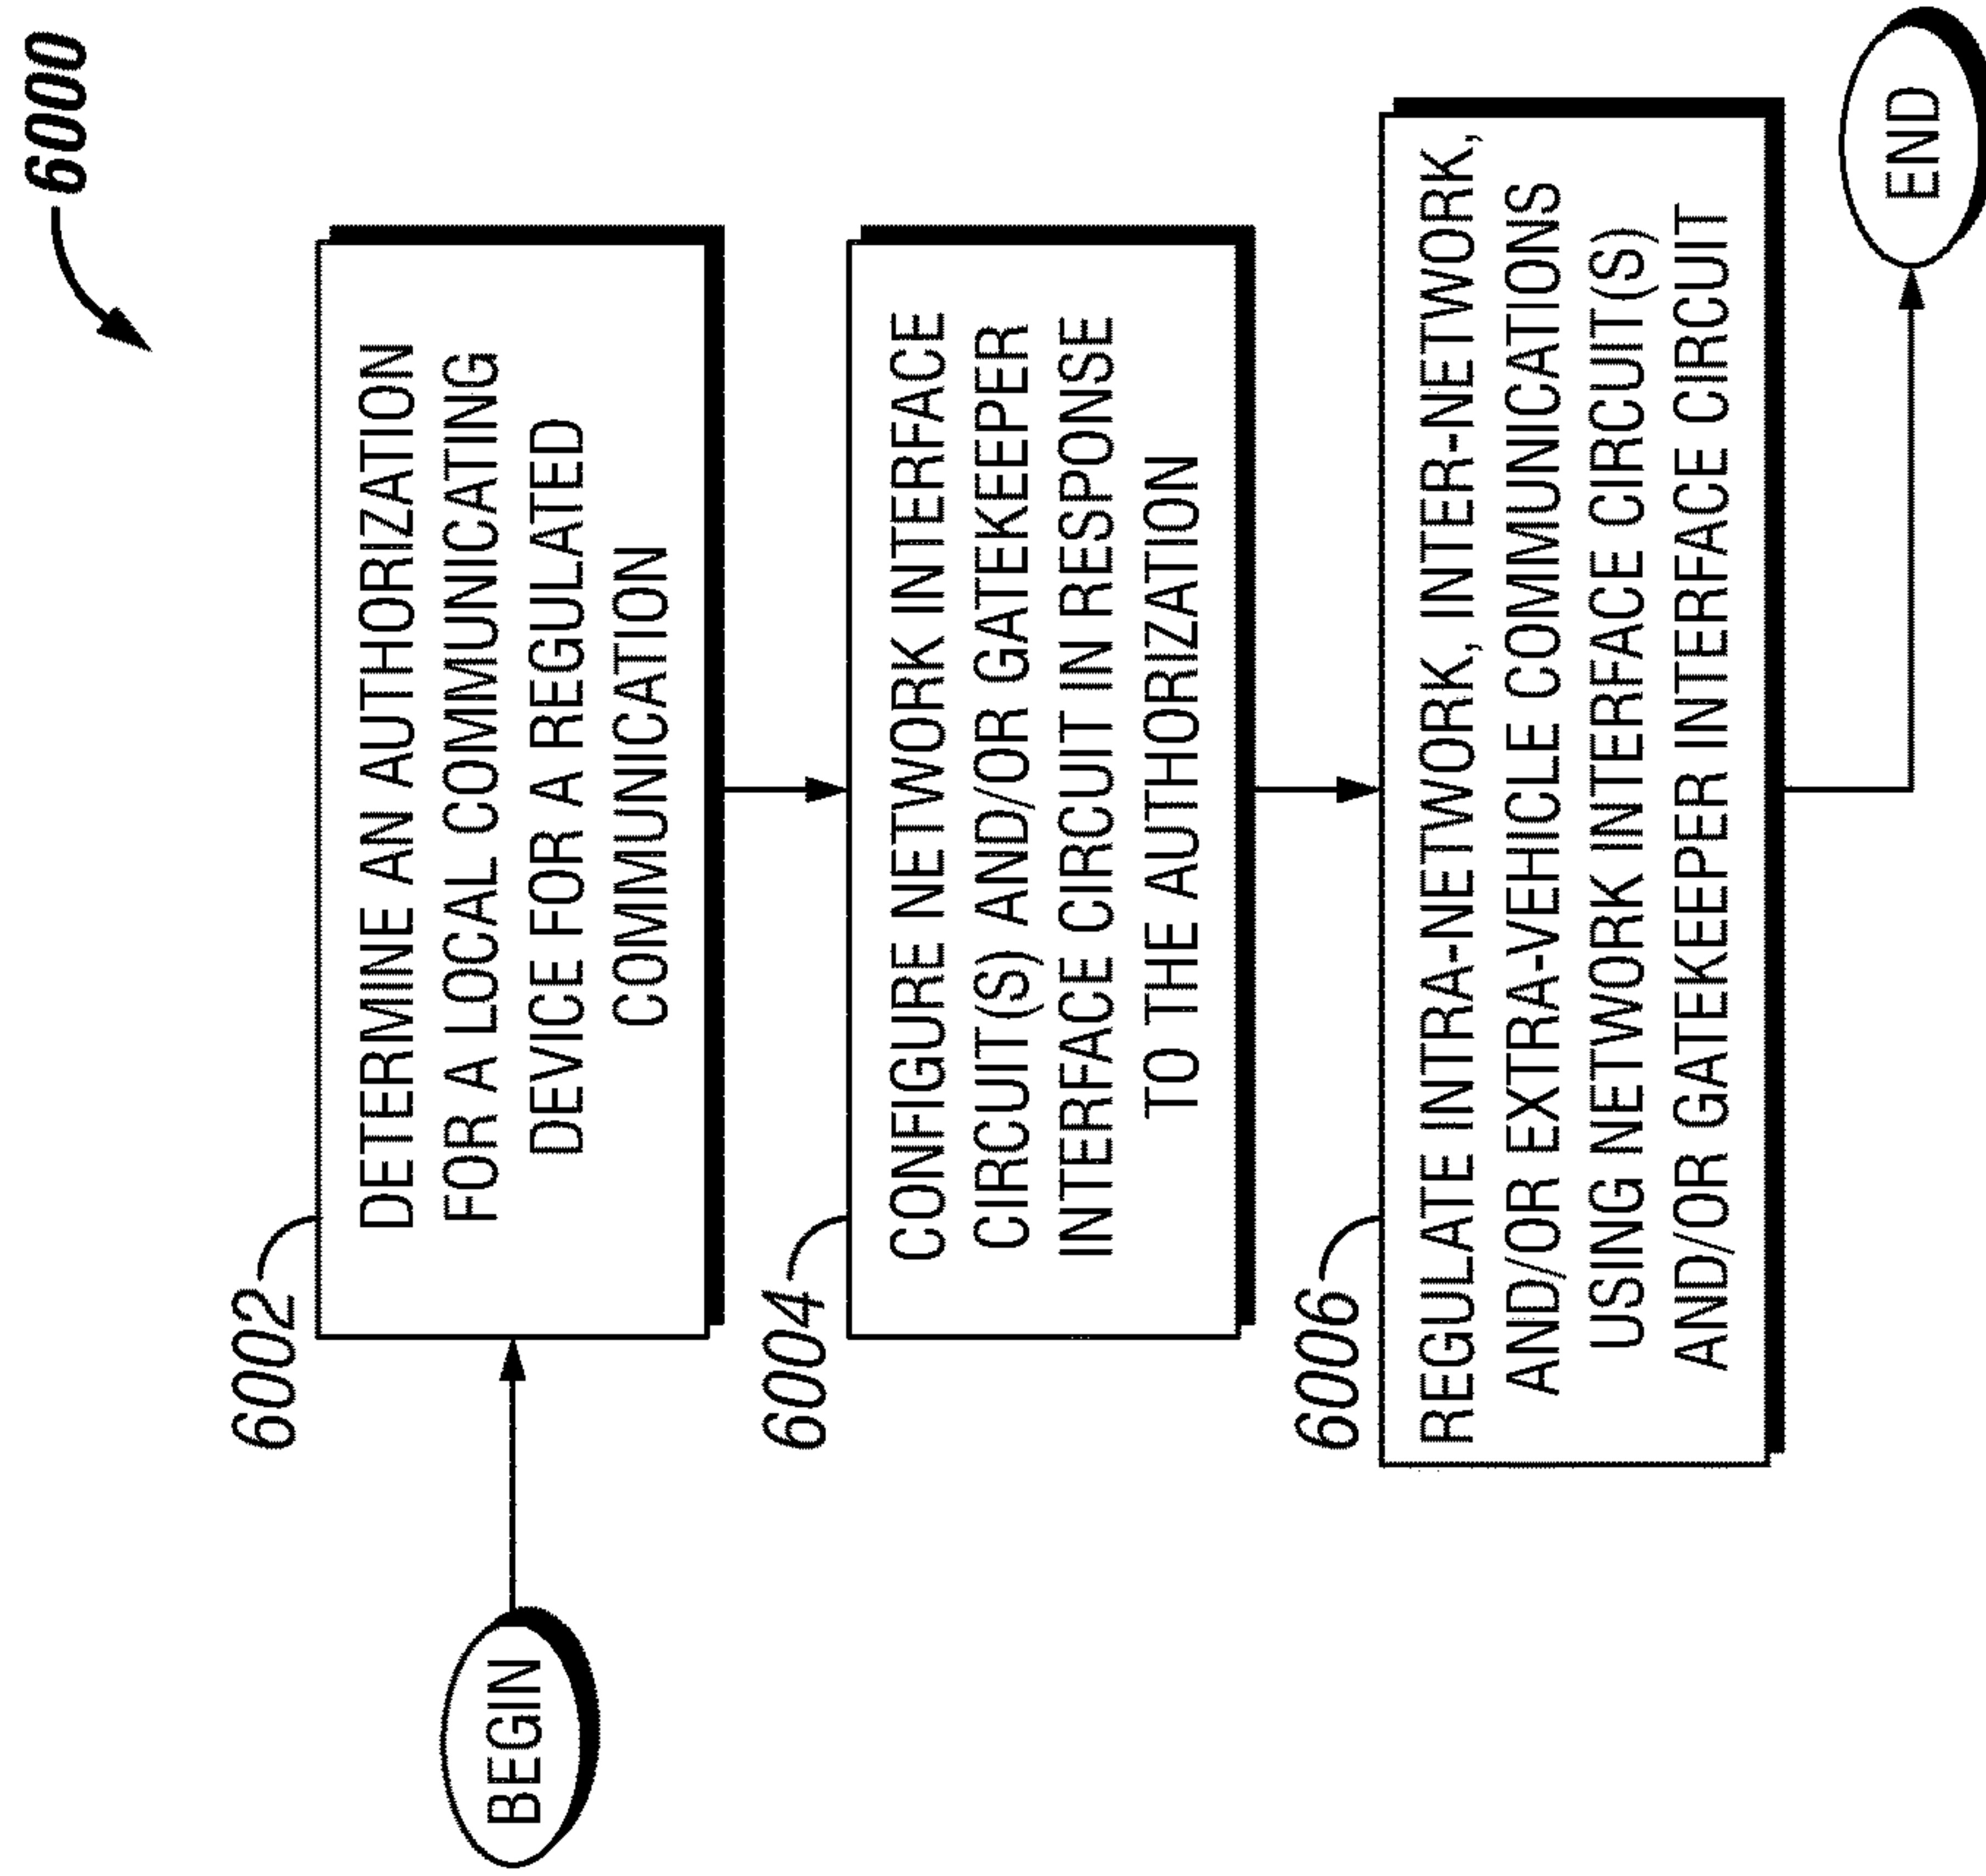 6000
BEGIN
6002
DETERMINE AN AUTHORIZATION
FOR A LOCAL COMMUNICATING
DEVICE FOR A REGULATED
COMMUNICATION
6004
CONFIGURE NETWORK INTERFACE
CIRCUIT(S) AND/OR GATEKEEPER
INTERFACE CIRCUIT IN RESPONSE
TO THE AUTHORIZATION
6006
REGULATE INTRA-NETWORK, INTER-NETWORK,
AND/OR EXTRA-VEHICLE COMMUNICATIONS
USING NETWORK INTERFACE CIRCUIT(S)
AND/OR GATEKEEPER INTERFACE CIRCUIT
END